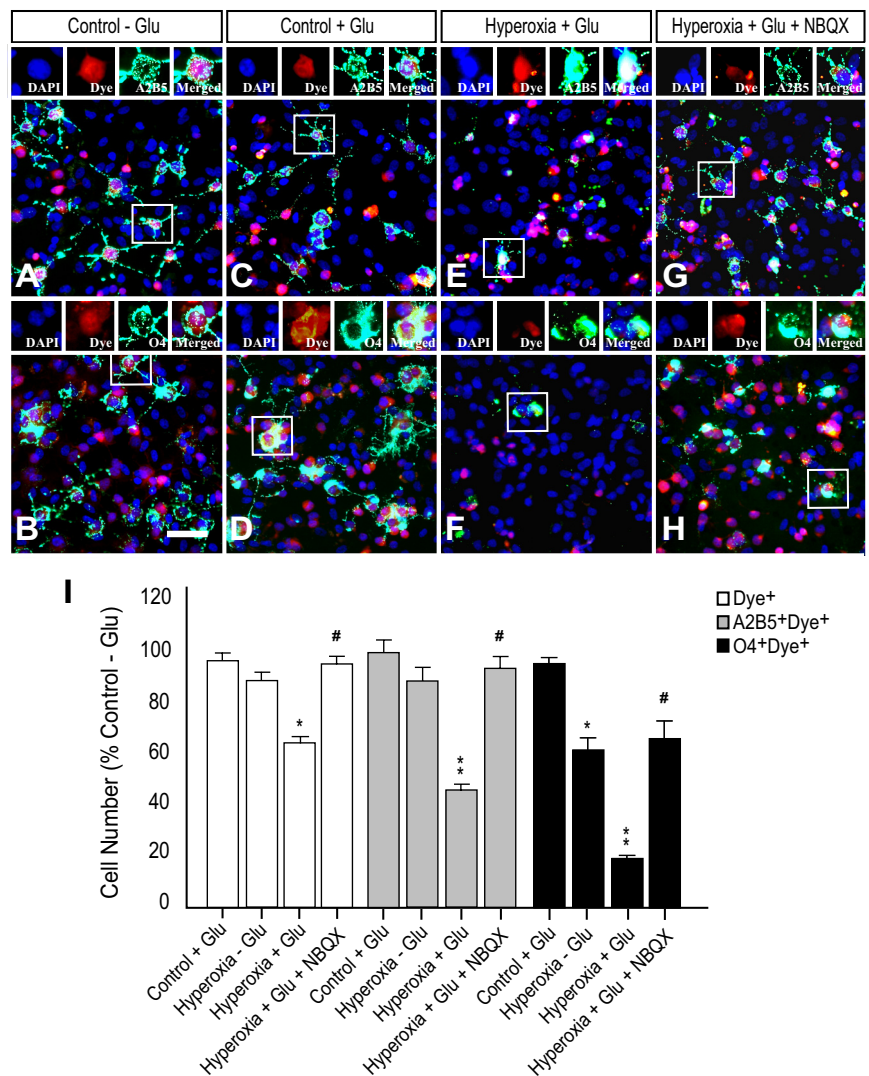 Control - Glu
Control + Glu
Hyperoxia + Glu
Hyperoxia + Glu + NBQX
DAPI Dye A2B5 Merged
DAPI Dye A2B5 Merged
DAPI Dye A2B5 Merged
DAPI Dye A2B5 Merged
A
C
E
G
DAPI Dye O4 Merged
DAPI Dye O4 Merged
DAPI Dye O4 Merged
DAPI Dye O4 Merged
B
D
F
H
I
Cell Number (% Control - Glu)
120
100
80
60
40
20
0
*
#
**
#
*
**
#
Dye+
A2B5+Dye+
O4+Dye+
Control + Glu
Hyperoxia - Glu
Hyperoxia + Glu
Hyperoxia + Glu + NBQX
Control + Glu
Hyperoxia - Glu
Hyperoxia + Glu
Hyperoxia + Glu + NBQX
Control + Glu
Hyperoxia - Glu
Hyperoxia + Glu
Hyperoxia + Glu + NBQX